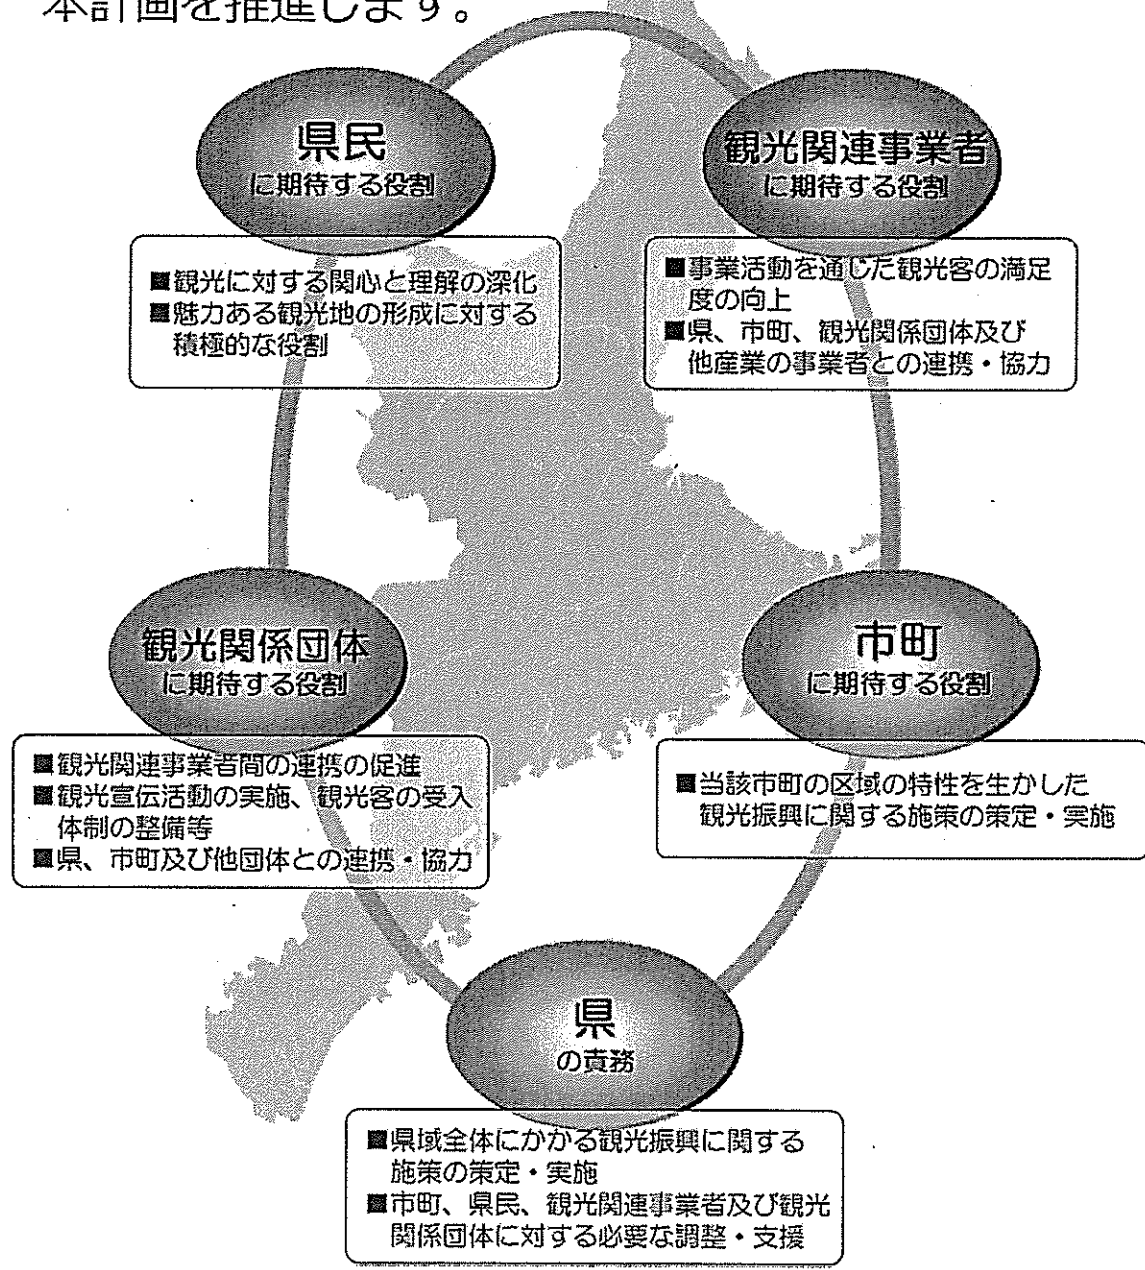 本計画を推進します。
県民
に期待する役割
■観光に対する関心と理解の深化
■魅力ある観光地の形成に対する
積極的な役割
観光関連事業者
に期待する役割
■事業活動を通じた観光客の満足
度の向上
■県、市町、観光関係団体及び
他産業の事業者との連携・協力
観光関係団体
に期待する役割
■観光関連事業者間の連携の促進
■観光宣伝活動の実施、観光客の受入
体制の整備等
■県、市町及び他団体との連携・協力
市町
に期待する役割
■当該市町の区域の特性を生かした
観光振興に関する施策の策定・実施
県
の責務
■県域全体にかかる観光振興に関する
施策の策定・実施
■市町、県民、観光関連事業者及び観光
関係団体に対する必要な調整・支援